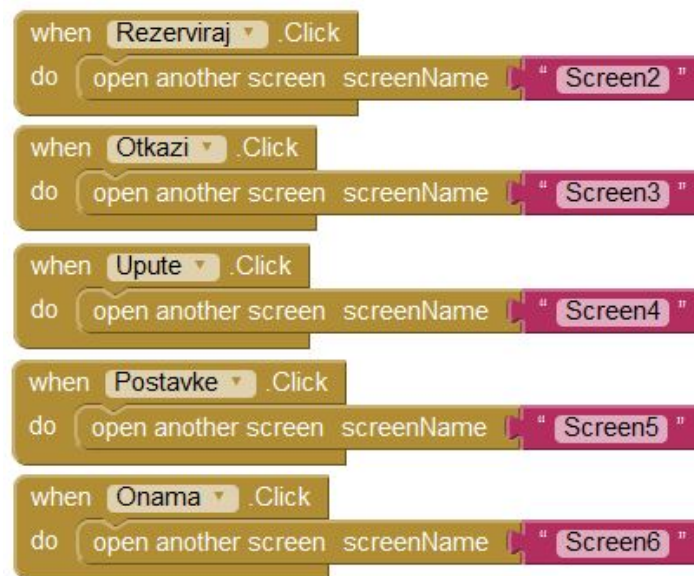 when Rezerviraj .Click
do open another screen screenName " Screen2 "
when Otkazi .Click
do open another screen screenName " Screen3 "
when Upute .Click
do open another screen screenName " Screen4 "
when Postavke .Click
do open another screen screenName " Screen5 "
when Onama .Click
do open another screen screenName " Screen6 "